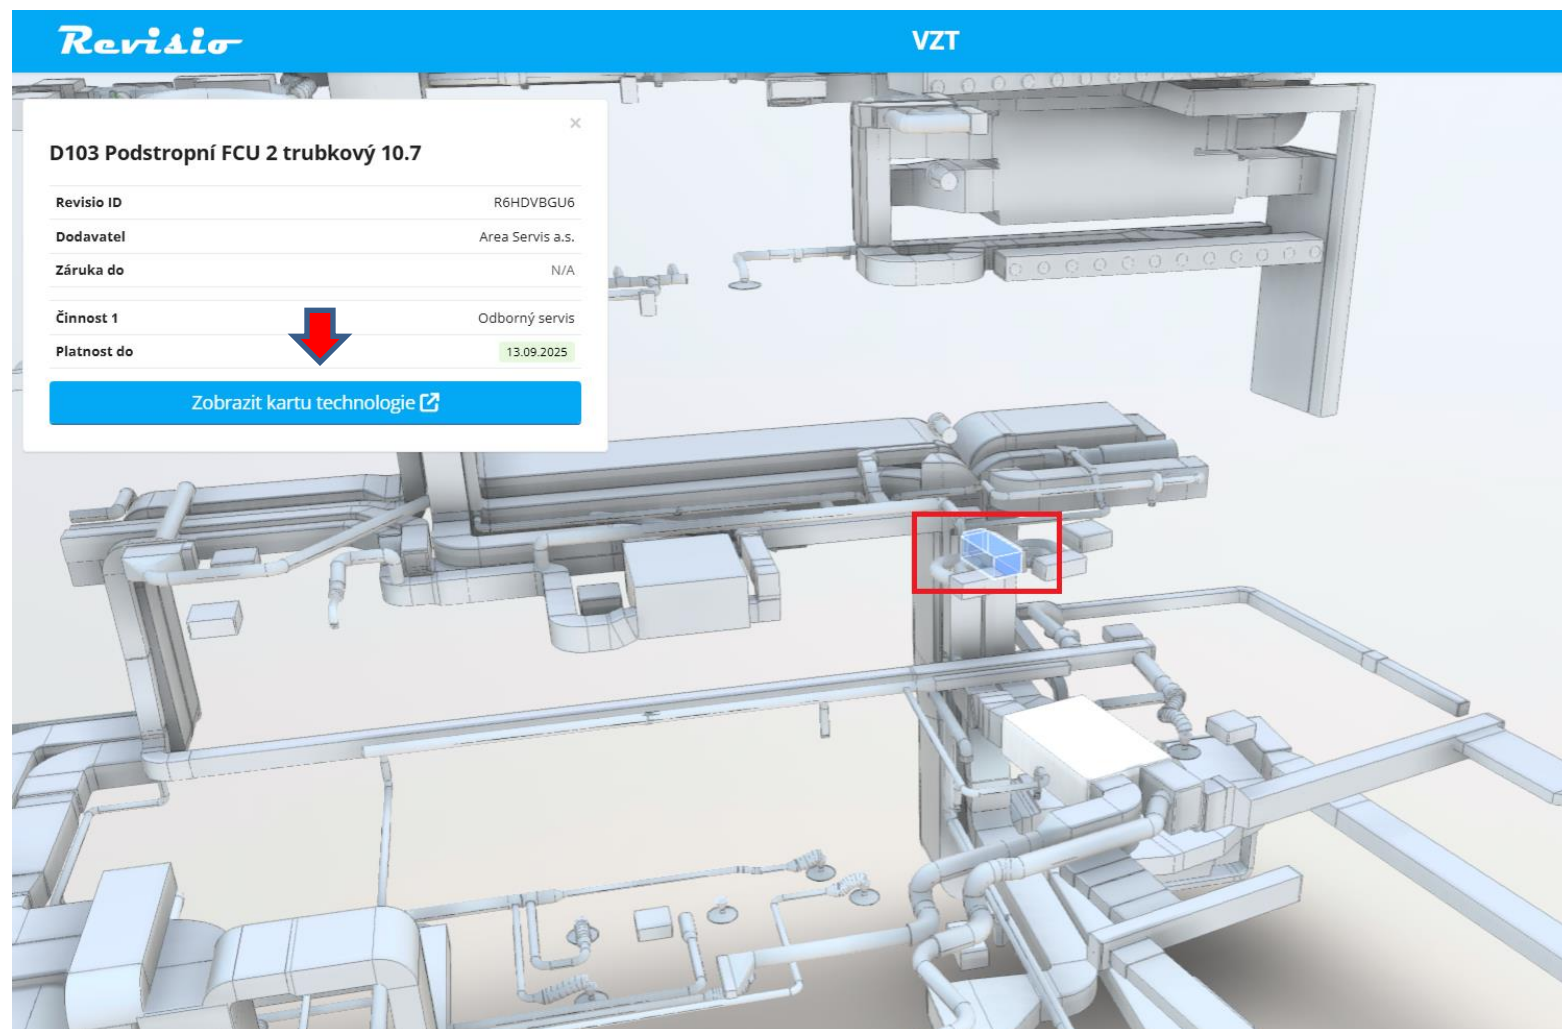 Revisio
VZT
×
D103 Podstropní FCU 2 trubkový 10.7
Revisio ID R6HDVBGU6
Dodavatel Area Servis a.s.
Záruka do N/A
Činnost 1 Odborný servis
Platnost do 13.09.2025
Zobrazit kartu technologie